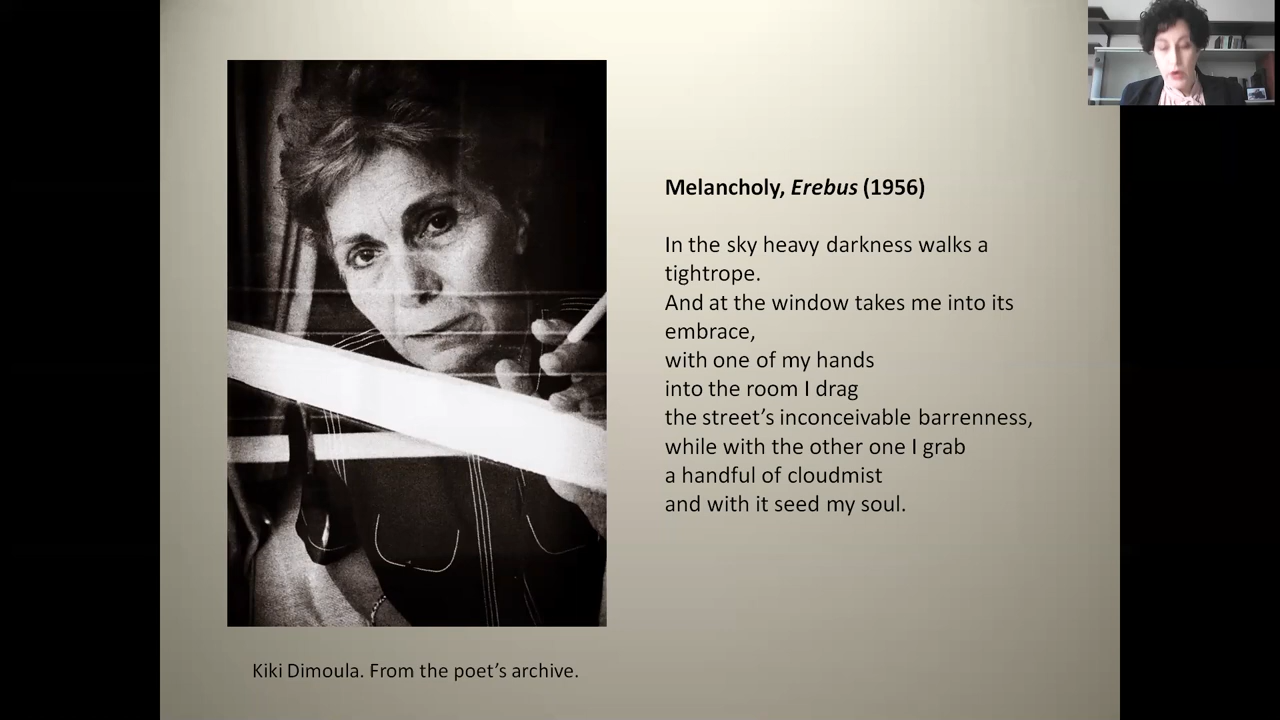 Melancholy, Erebus (1956)
In the sky heavy darkness walks a
tightrope.
And at the window takes me into its
embrace,
with one of my hands
into the room I drag
the street’s inconceivable barrenness,
while with the other one I grab
a handful of cloudmist
and with it seed my soul.
Kiki Dimoula. From the poet’s archive.